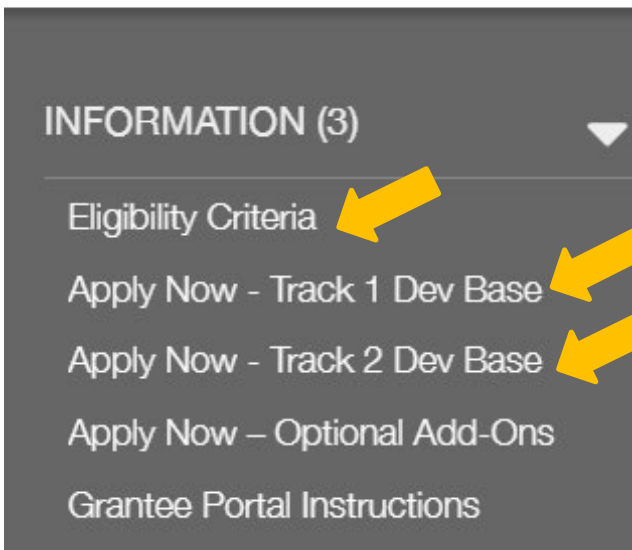 INFORMATION (3)
Eligibility Criteria
Apply Now - Track 1 Dev Base
Apply Now - Track 2 Dev Base
Apply Now – Optional Add-Ons
Grantee Portal Instructions